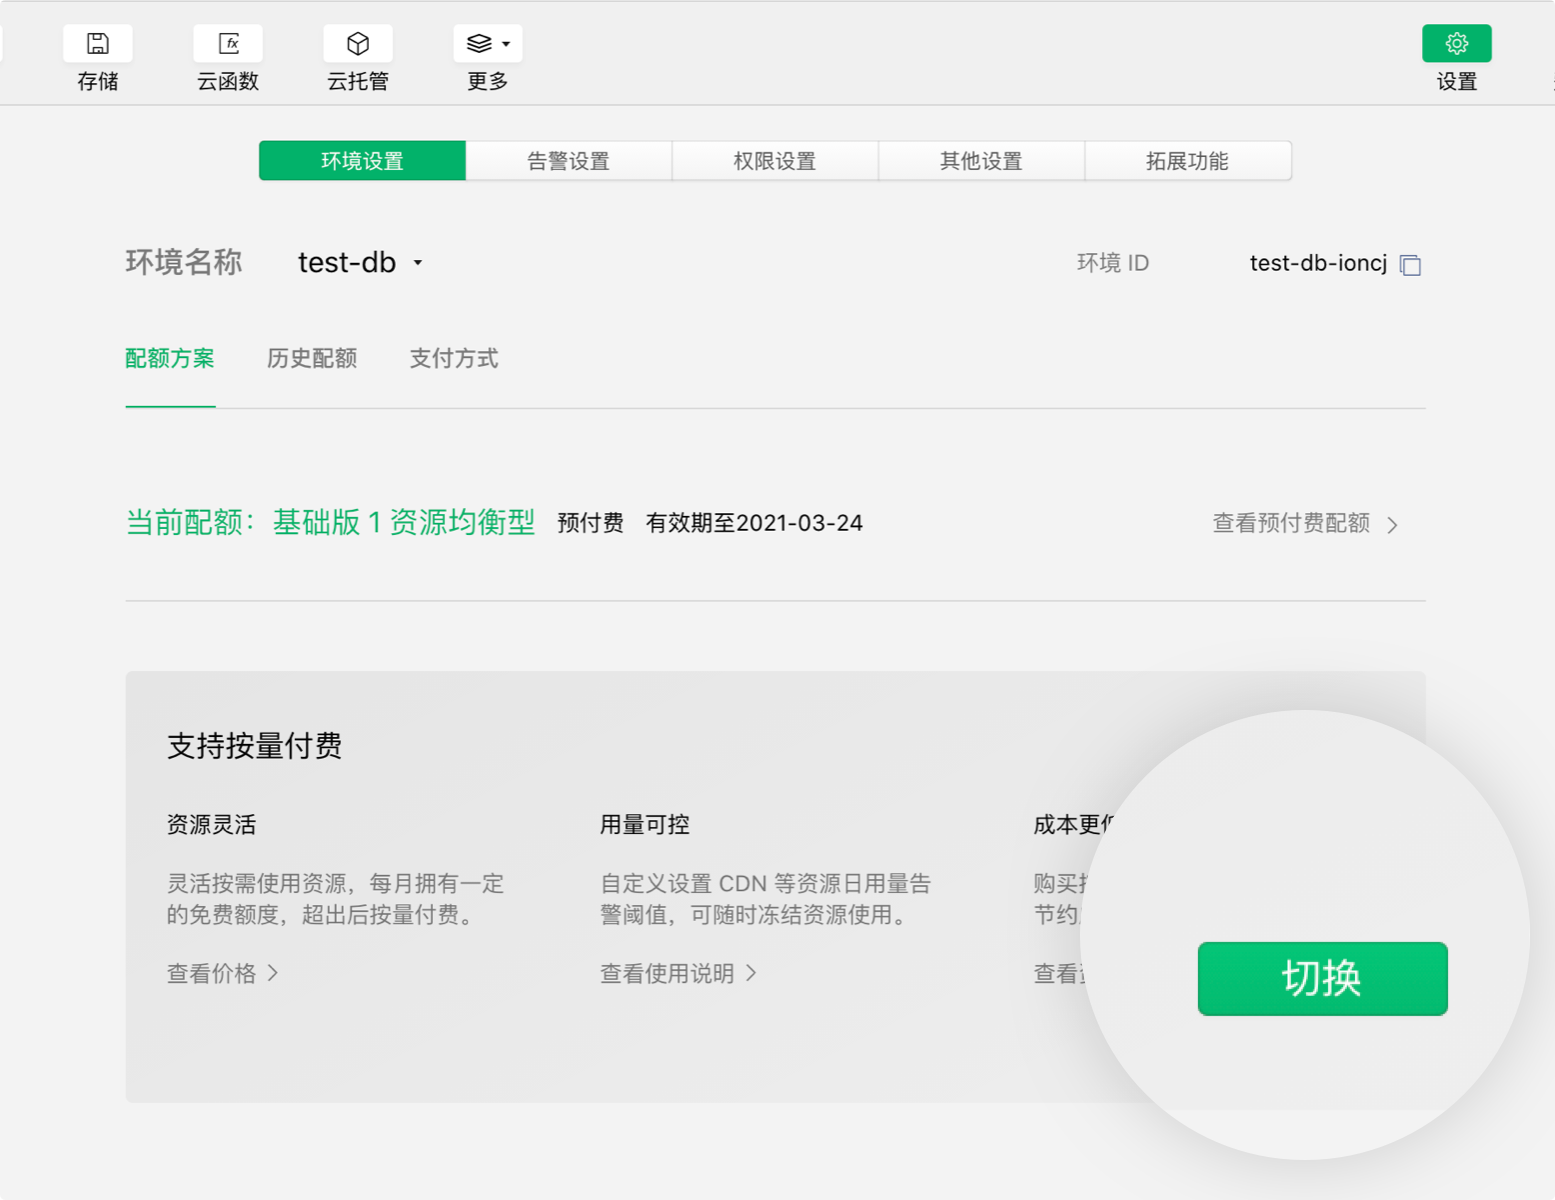 存储
云函数
云托管
更多
设置
环境设置
告警设置
权限设置
其他设置
拓展功能
环境名称 test-db
环境 ID test-db-ioncj
配额方案
历史配额
支付方式
当前配额：基础版 1 资源均衡型 预付费 有效期至2021-03-24
查看预付费配额
支持按量付费
资源灵活
灵活按需使用资源，每月拥有一定
的免费额度，超出后按量付费。
查看价格
用量可控
自定义设置 CDN 等资源日用量告
警阈值，可随时冻结资源使用。
查看使用说明
成本更低
购买
节约
查看
切换